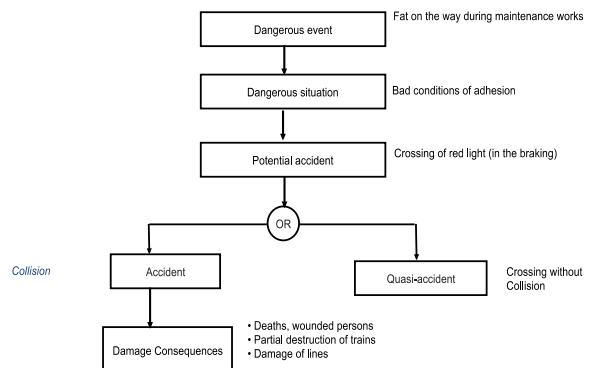 Dangerous event
Fat on the way during maintenance works
Dangerous situation
Bad conditions of adhesion
Potential accident
Crossing of red light (in the braking)
OR
Collision
Accident
Quasi-accident
Crossing without
Collision
Damage Consequences
• Deaths, wounded persons
• Partial destruction of trains
• Damage of lines